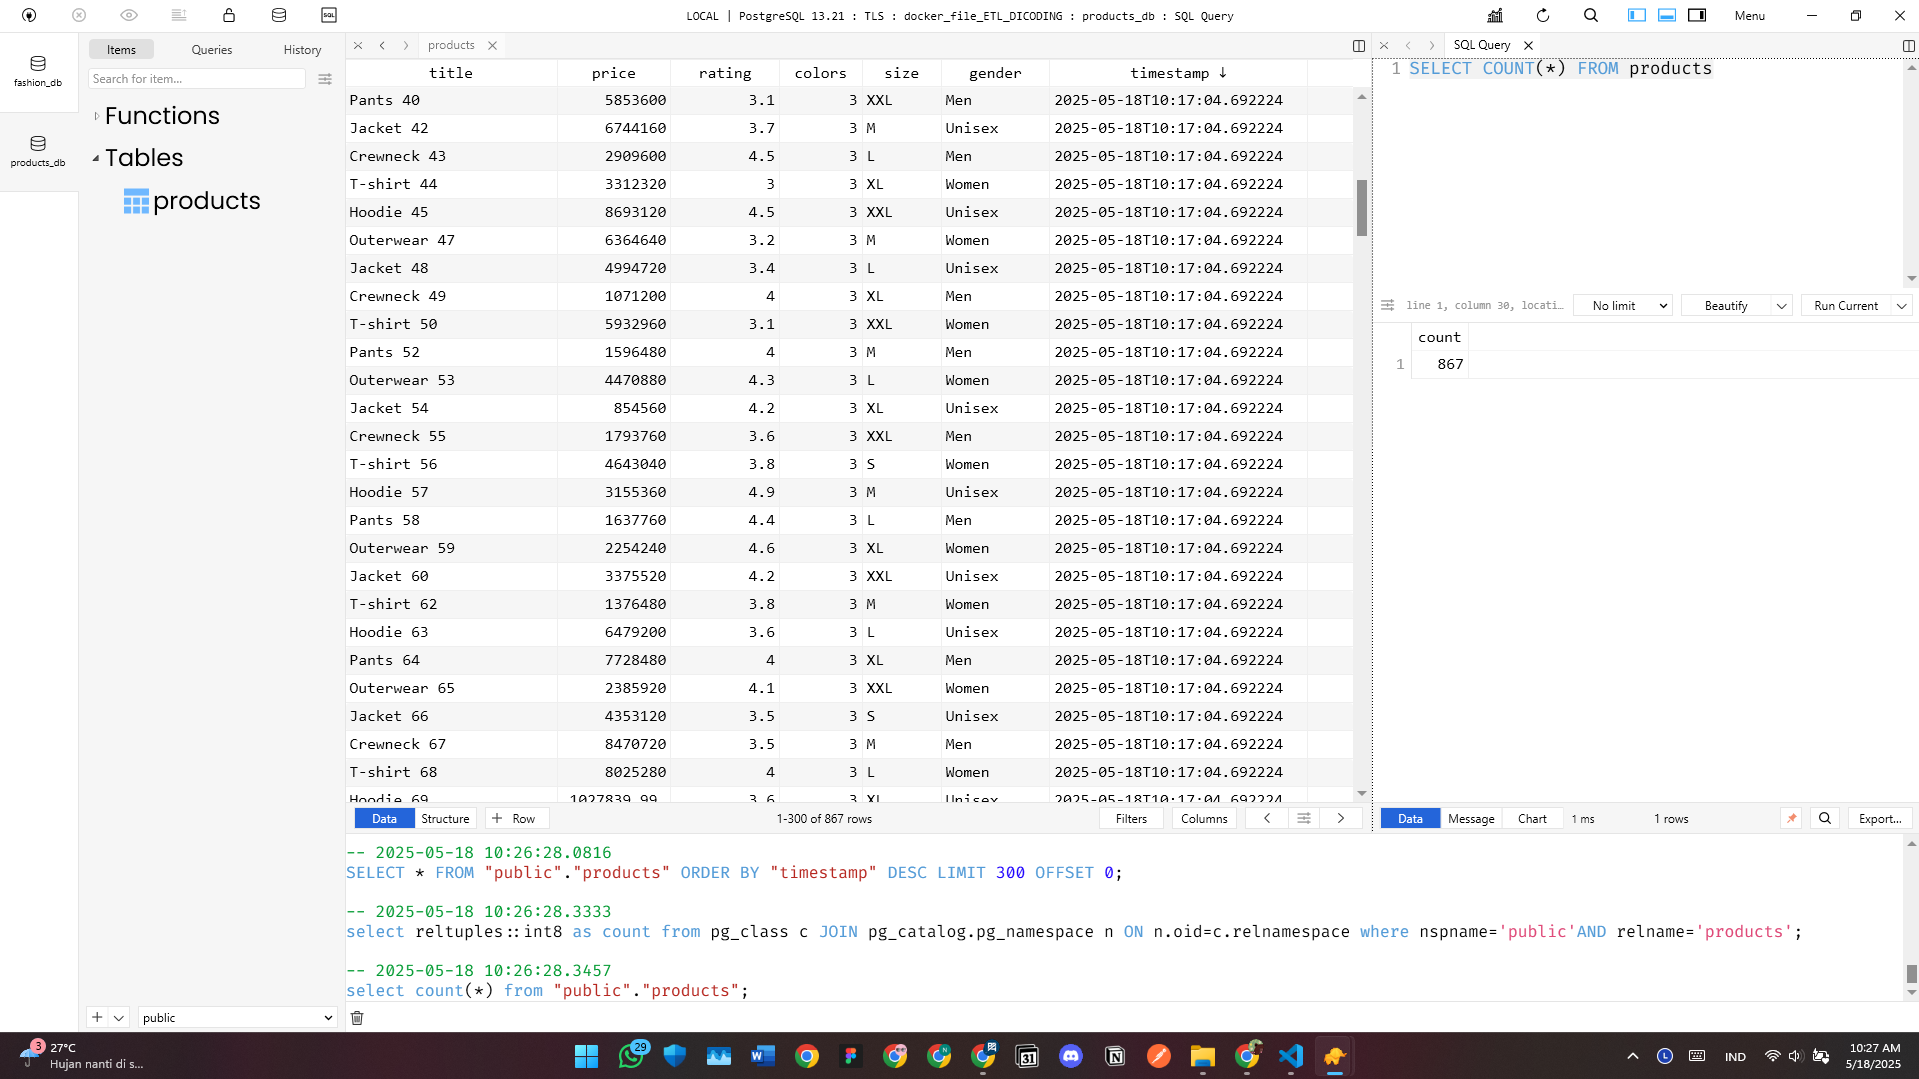 LOCAL | PostgreSQL 13.21 : TLS : docker_file_ETL_DICODING : products_db : SQL Query
Menu
fashion_db
products_db
Items Queries History
Search for item...
Functions
Tables
products
public
products
title price rating colors size gender timestamp ↓
Pants 40 5853600 3.1 3 XXL Men 2025-05-18T10:17:04.692224
Jacket 42 6744160 3.7 3 M Unisex 2025-05-18T10:17:04.692224
Crewneck 43 2909600 4.5 3 L Men 2025-05-18T10:17:04.692224
T-shirt 44 3312320 3 3 XL Women 2025-05-18T10:17:04.692224
Hoodie 45 8693120 4.5 3 XXL Unisex 2025-05-18T10:17:04.692224
Outerwear 47 6364640 3.2 3 M Women 2025-05-18T10:17:04.692224
Jacket 48 4994720 3.4 3 L Unisex 2025-05-18T10:17:04.692224
Crewneck 49 1071200 4 3 XL Men 2025-05-18T10:17:04.692224
T-shirt 50 5932960 3.1 3 XXL Women 2025-05-18T10:17:04.692224
Pants 52 1596480 4 3 M Men 2025-05-18T10:17:04.692224
Outerwear 53 4470880 4.3 3 L Women 2025-05-18T10:17:04.692224
Jacket 54 854560 4.2 3 XL Unisex 2025-05-18T10:17:04.692224
Crewneck 55 1793760 3.6 3 XXL Men 2025-05-18T10:17:04.692224
T-shirt 56 4643040 3.8 3 S Women 2025-05-18T10:17:04.692224
Hoodie 57 3155360 4.9 3 M Unisex 2025-05-18T10:17:04.692224
Pants 58 1637760 4.4 3 L Men 2025-05-18T10:17:04.692224
Outerwear 59 2254240 4.6 3 XL Women 2025-05-18T10:17:04.692224
Jacket 60 3375520 4.2 3 XXL Unisex 2025-05-18T10:17:04.692224
T-shirt 62 1376480 3.8 3 M Women 2025-05-18T10:17:04.692224
Hoodie 63 6479200 3.6 3 L Unisex 2025-05-18T10:17:04.692224
Pants 64 7728480 4 3 XL Men 2025-05-18T10:17:04.692224
Outerwear 65 2385920 4.1 3 XXL Women 2025-05-18T10:17:04.692224
Jacket 66 4353120 3.5 3 S Unisex 2025-05-18T10:17:04.692224
Crewneck 67 8470720 3.5 3 M Men 2025-05-18T10:17:04.692224
T-shirt 68 8025280 4 3 L Women 2025-05-18T10:17:04.692224
Hoodie 69 1027839.99 3.6 3 XL Unisex 2025-05-18T10:17:04.692224
Data Structure + Row 1-300 of 867 rows Filters Columns
SQL Query
1 SELECT COUNT(*) FROM products
line 1, column 30, locati... No limit Beautify Run Current
count
1 867
Data Message Chart 1 ms 1 rows Export...
-- 2025-05-18 10:26:28.0816
SELECT * FROM "public"."products" ORDER BY "timestamp" DESC LIMIT 300 OFFSET 0;
-- 2025-05-18 10:26:28.3333
select reltuples::int8 as count from pg_class c JOIN pg_catalog.pg_namespace n ON n.oid=c.relnamespace where nspname='public'AND relname='products';
-- 2025-05-18 10:26:28.3457
select count(*) from "public"."products";
3
27°C
Hujan nanti di s...
29
31
IND
10:27 AM
5/18/2025